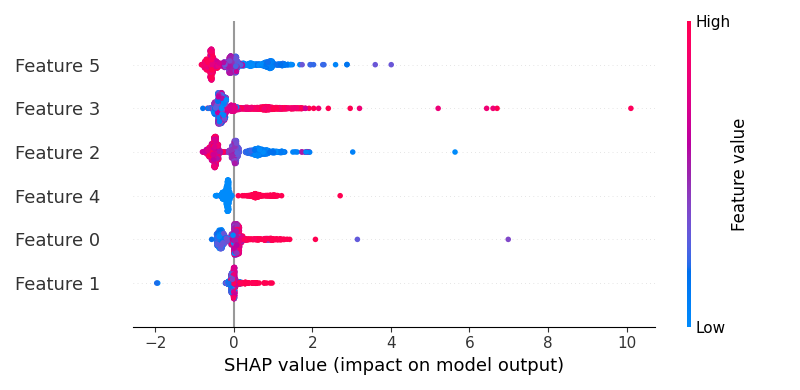 High
Feature 5
Feature 3
Feature 2
Feature 4
Feature 0
Feature 1
Feature value
Low
−2 0 2 4 6 8 10
SHAP value (impact on model output)